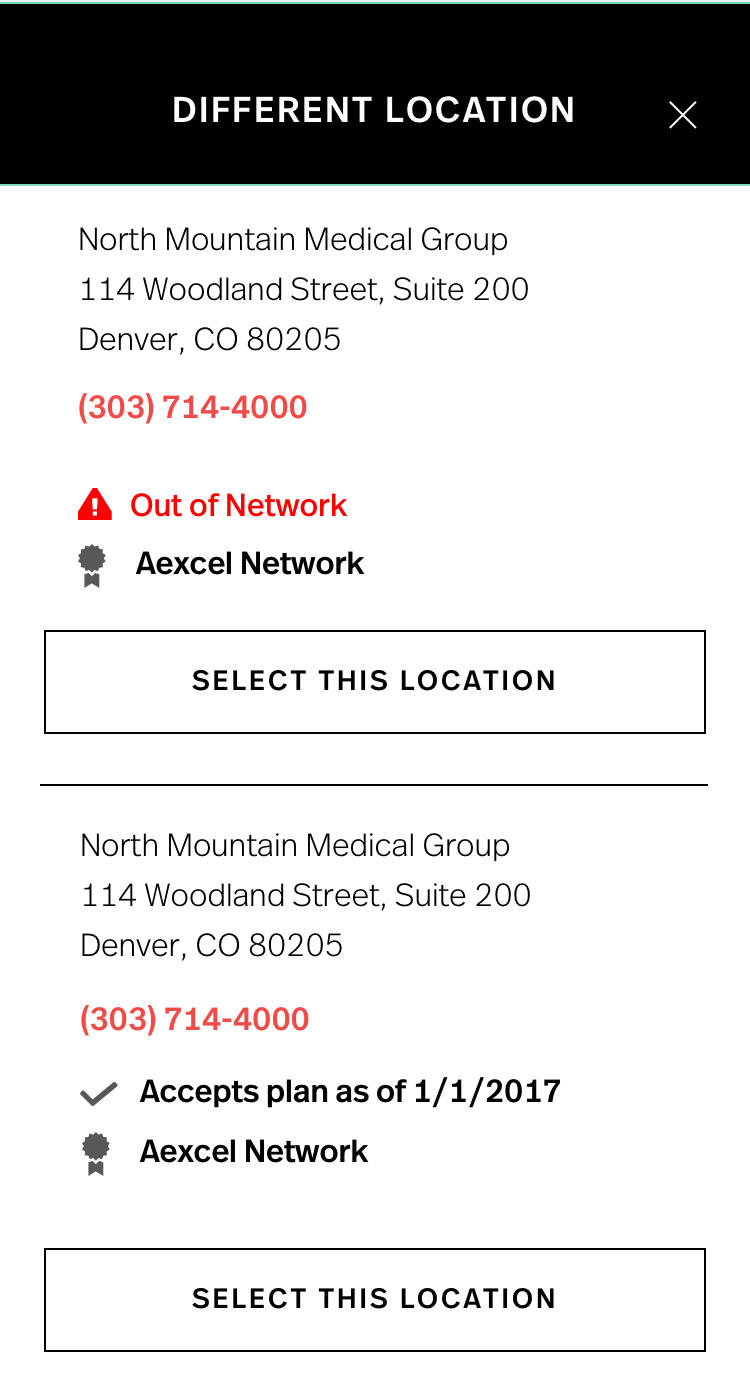 DIFFERENT LOCATION
North Mountain Medical Group
114 Woodland Street, Suite 200
Denver, CO 80205
(303) 714-4000
Out of Network
Aexcel Network
SELECT THIS LOCATION
North Mountain Medical Group
114 Woodland Street, Suite 200
Denver, CO 80205
(303) 714-4000
Accepts plan as of 1/1/2017
Aexcel Network
SELECT THIS LOCATION